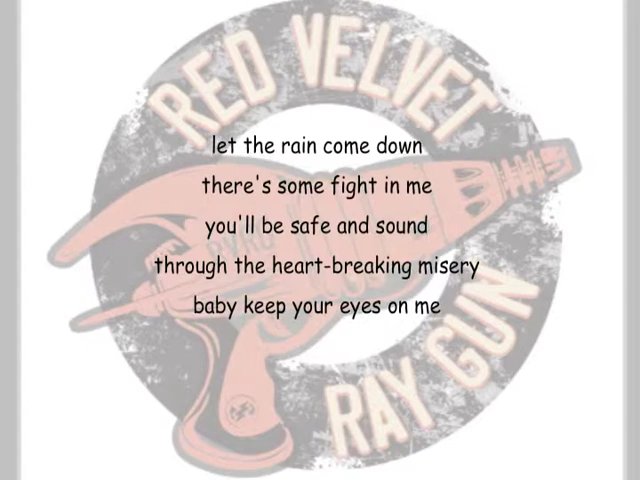 RED VELVET
let the rain come down
there's some fight in me
you'll be safe and sound
through the heart-breaking misery
baby keep your eyes on me
RAY GUN